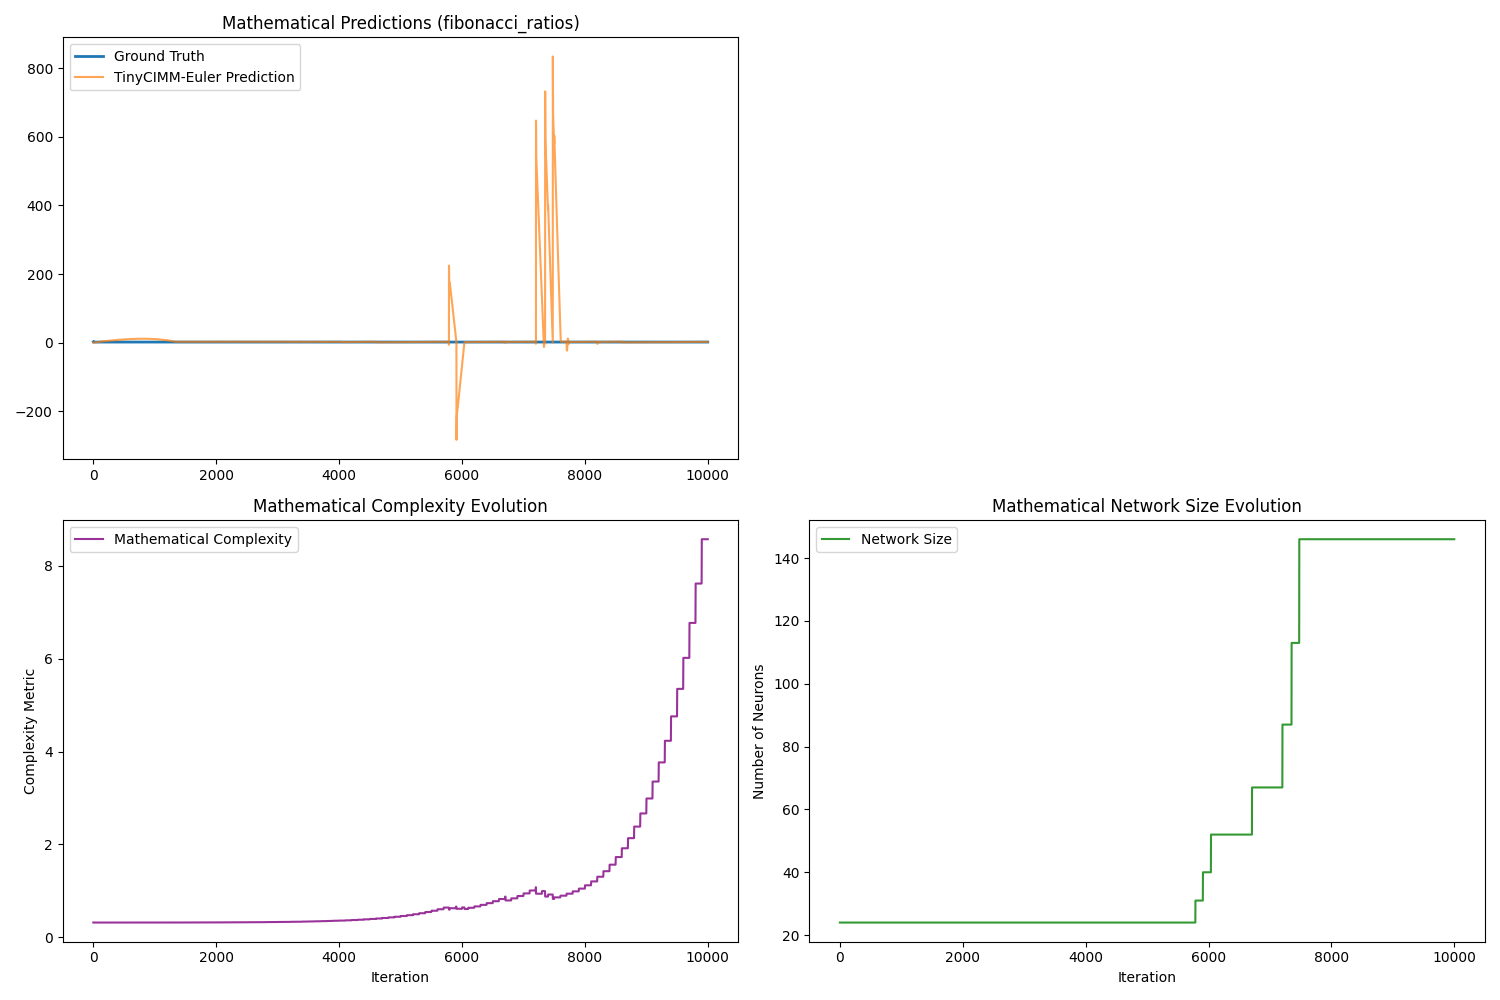 Mathematical Predictions (fibonacci_ratios)
Ground Truth
TinyCIMM-Euler Prediction
800
600
400
200
0
−200
0 2000 4000 6000 8000 10000
Mathematical Complexity Evolution
Mathematical Complexity
Complexity Metric
8
6
4
2
0
0 2000 4000 6000 8000 10000
Iteration
Mathematical Network Size Evolution
Network Size
Number of Neurons
140
120
100
80
60
40
20
0 2000 4000 6000 8000 10000
Iteration